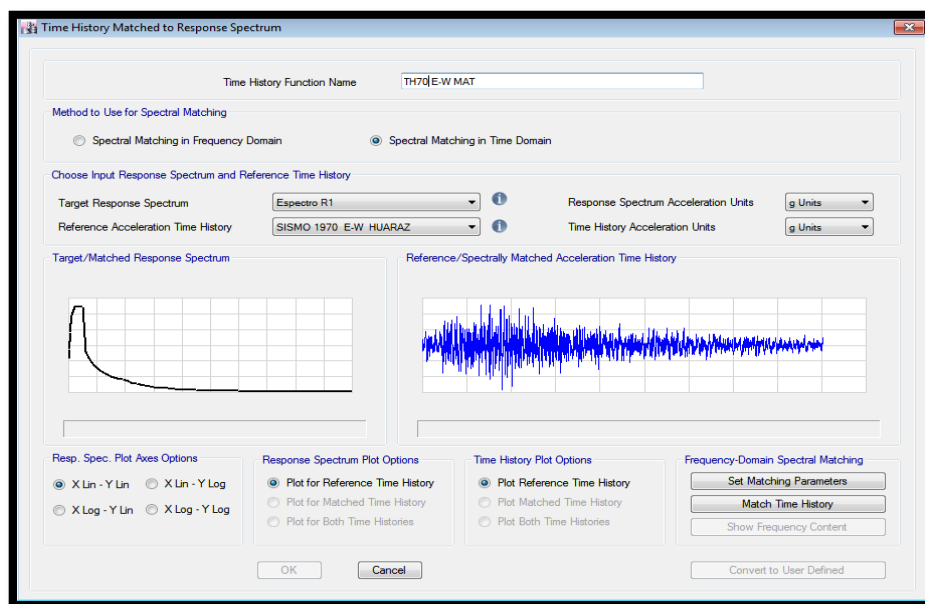 Time History Matched to Response Spectrum
Time History Function Name
TH70 E-W MAT
Method to Use for Spectral Matching
Spectral Matching in Frequency Domain
Spectral Matching in Time Domain
Choose Input Response Spectrum and Reference Time History
Target Response Spectrum
Espectro R1
Response Spectrum Acceleration Units
g Units
Reference Acceleration Time History
SISMO 1970 E-W HUARAZ
Time History Acceleration Units
g Units
Target/Matched Response Spectrum
Reference/Spectrally Matched Acceleration Time History
Resp. Spec. Plot Axes Options
X Lin - Y Lin
X Lin - Y Log
X Log - Y Lin
X Log - Y Log
Response Spectrum Plot Options
Plot for Reference Time History
Plot for Matched Time History
Plot for Both Time Histories
Time History Plot Options
Plot Reference Time History
Plot Matched Time History
Plot Both Time Histories
Frequency-Domain Spectral Matching
Set Matching Parameters
Match Time History
Show Frequency Content
OK
Cancel
Convert to User Defined